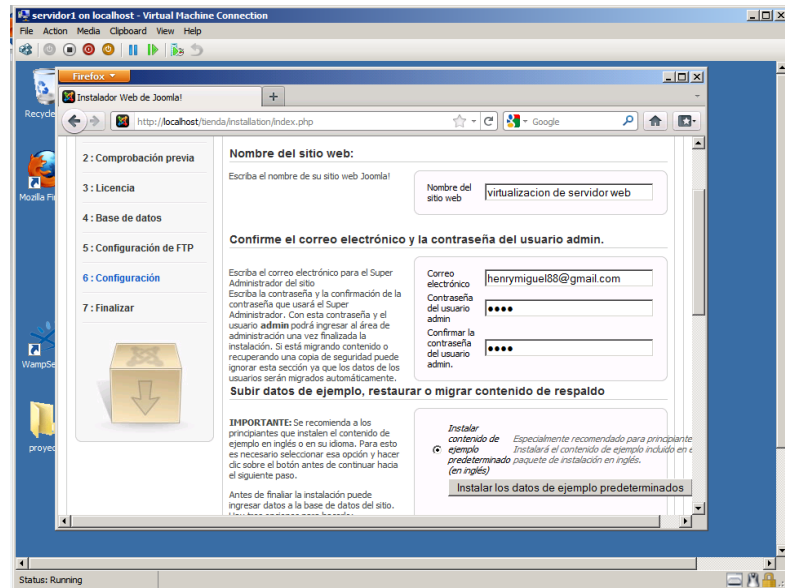 servidor1 on localhost - Virtual Machine Connection
File Action Media Clipboard View Help
Firefox
Instalador Web de Joomla!
http://localhost/tienda/installation/index.php
Google
Recycle
Mozilla Fi
WampSe
proyec
2 : Comprobación previa
3 : Licencia
4 : Base de datos
5 : Configuración de FTP
6 : Configuración
7 : Finalizar
Nombre del sitio web:
Escriba el nombre de su sitio web Joomla!
Nombre del
sitio web
virtualizacion de servidor web
Confirme el correo electrónico y la contraseña del usuario admin.
Escriba el correo electrónico para el Super
Administrador del sitio
Escriba la contraseña y la confirmación de la
contraseña que usará el Super
Administrador. Con esta contraseña y el
usuario admin podrá ingresar al área de
administración una vez finalizada la
instalación. Si está migrando contenido o
recuperando una copia de seguridad puede
ignorar esta sección ya que los datos de los
usuarios serán migrados automáticamente.
Correo
electrónico
henrymiguel88@gmail.com
Contraseña
del usuario
admin
Confirmar la
contraseña
del usuario
admin.
Subir datos de ejemplo, restaurar o migrar contenido de respaldo
IMPORTANTE: Se recomienda a los
principiantes que instalen el contenido de
ejemplo en inglés o en su idioma. Para esto
es necesario seleccionar esa opción y hacer
clic sobre el botón antes de continuar hacia
el siguiente paso.
Antes de finaliar la instalación puede
ingresar datos a la base de datos del sitio.
Instalar
contenido de
ejemplo
predeterminado
(en inglés)
Especialmente recomendado para principiante
Instalará el contenido de ejemplo incluido en e
paquete de instalación en inglés.
Instalar los datos de ejemplo predeterminados
Status: Running